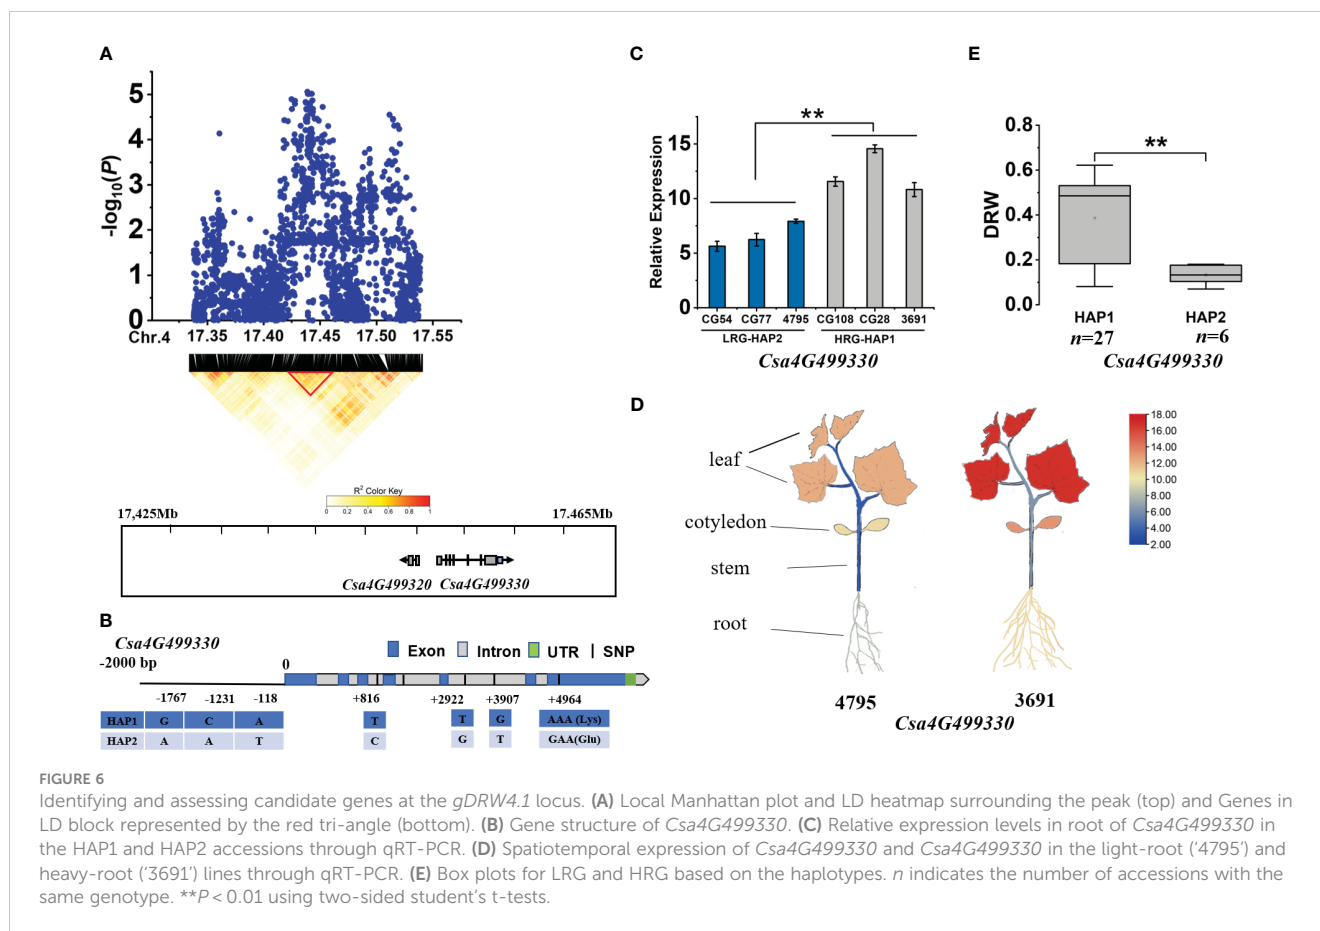 A
5
4
3
2
1
0
-log10(P)
Chr.4 17.35 17.40 17.45 17.50 17.55
R2 Color Key
0 0.2 0.4 0.6 0.8 1
17,425Mb 17.465Mb
Csa4G499320 Csa4G499330
B
Csa4G499330
-2000 bp 0
Exon Intron UTR SNP
-1767 -1231 -118 +816 +2922 +3907 +4964
HAP1 G C A T T G AAA (Lys)
HAP2 A A T C G T GAA(Glu)
C
**
15
10
5
0
Relative Expression
CG54 CG77 4795 CG108 CG28 3691
LRG-HAP2 HRG-HAP1
Csa4G499330
D
leaf
cotyledon
stem
root
18.00
16.00
14.00
12.00
10.00
8.00
6.00
4.00
2.00
4795 3691
Csa4G499330
E
**
0.8
0.6
0.4
0.2
0.0
DRW
HAP1 HAP2
n=27 n=6
Csa4G499330
FIGURE 6
Identifying and assessing candidate genes at the gDRW4.1 locus. (A) Local Manhattan plot and LD heatmap surrounding the peak (top) and Genes in
LD block represented by the red tri-angle (bottom). (B) Gene structure of Csa4G499330. (C) Relative expression levels in root of Csa4G499330 in
the HAP1 and HAP2 accessions through qRT-PCR. (D) Spatiotemporal expression of Csa4G499330 and Csa4G499330 in the light-root (‘4795’) and
heavy-root (‘3691’) lines through qRT-PCR. (E) Box plots for LRG and HRG based on the haplotypes. n indicates the number of accessions with the
same genotype. **P < 0.01 using two-sided student’s t-tests.